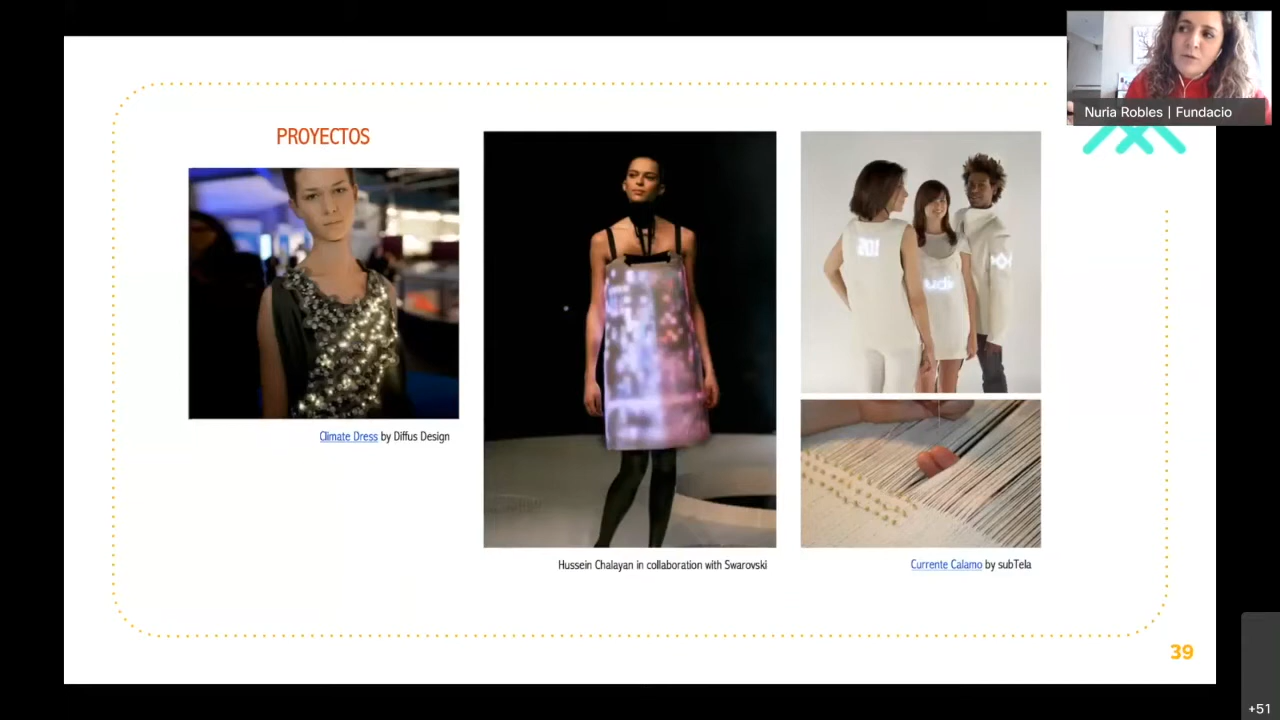 Nuria Robles | Fundacio
PROYECTOS
Climate Dress by Diffus Design
Hussein Chalayan in collaboration with Swarovski
201
Currente Calamo by subTela
39
+51